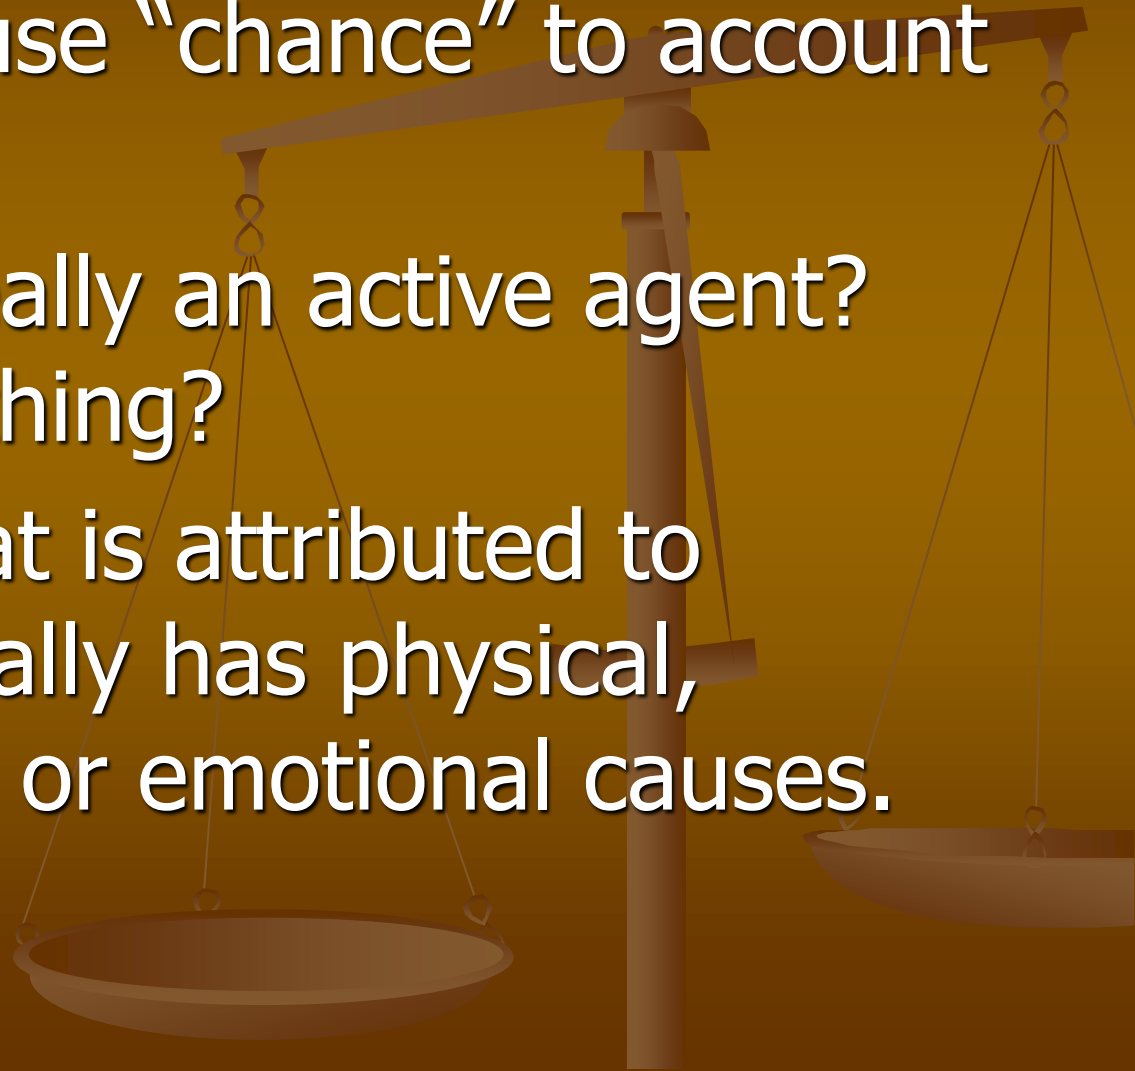 use “chance” to account
ally an active agent?
hing?
at is attributed to
ally has physical,
or emotional causes.